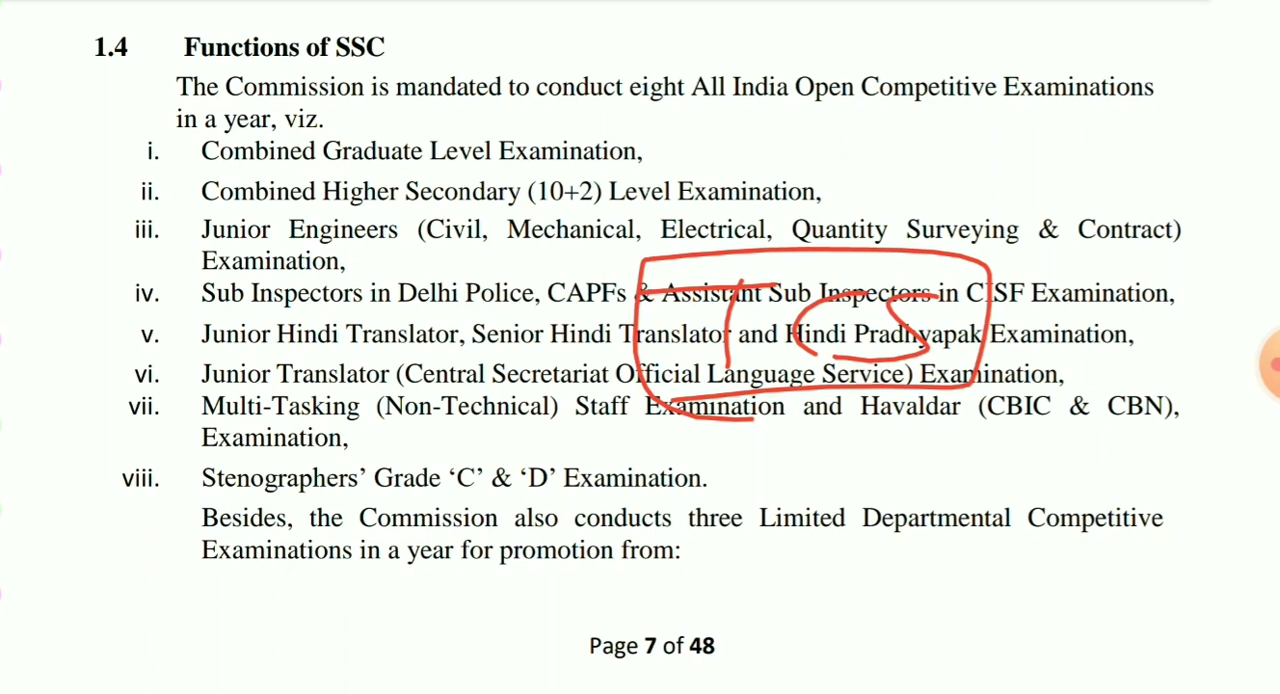 1.4 Functions of SSC
The Commission is mandated to conduct eight All India Open Competitive Examinations
in a year, viz.
i. Combined Graduate Level Examination,
ii. Combined Higher Secondary (10+2) Level Examination,
iii. Junior Engineers (Civil, Mechanical, Electrical, Quantity Surveying & Contract)
Examination,
iv. Sub Inspectors in Delhi Police, CAPFs & Assistant Sub Inspectors in CISF Examination,
v. Junior Hindi Translator, Senior Hindi Translator and Hindi Pradhyapak Examination,
vi. Junior Translator (Central Secretariat Official Language Service) Examination,
vii. Multi-Tasking (Non-Technical) Staff Examination and Havaldar (CBIC & CBN),
Examination,
viii. Stenographers’ Grade ‘C’ & ‘D’ Examination.
Besides, the Commission also conducts three Limited Departmental Competitive
Examinations in a year for promotion from:
TCS
Page 7 of 48